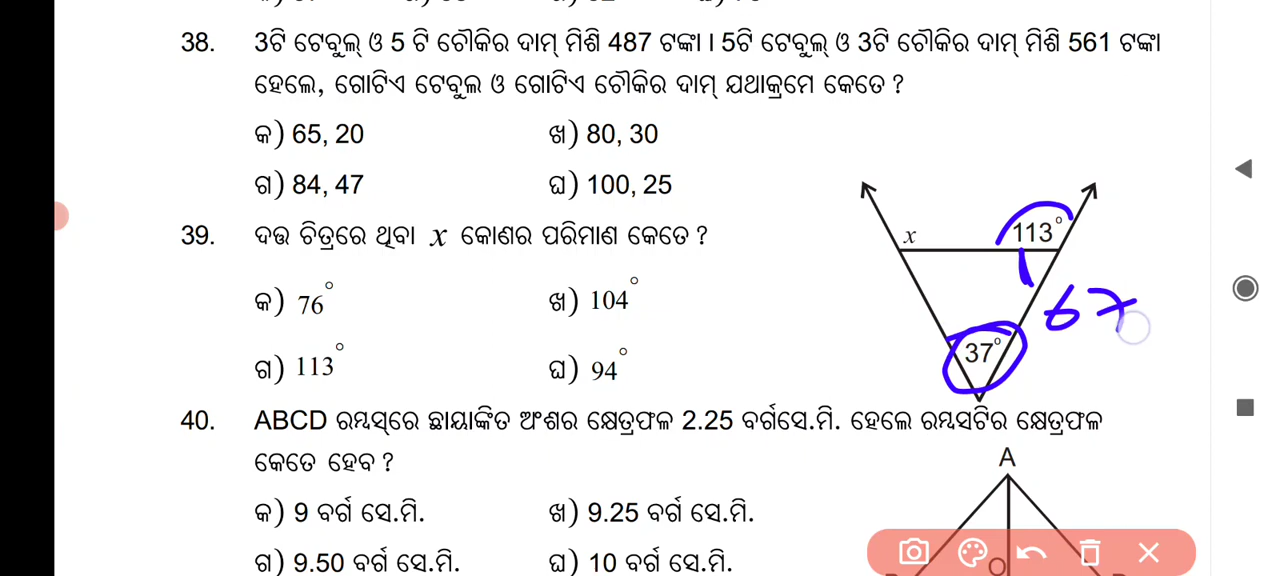 38. 3ଟି ଟେବୁଲ୍ ଓ 5 ଟି ଚୌକିର ଦାମ୍ ମିଶି 487 ଟଙ୍କା । 5ଟି ଟେବୁଲ୍ ଓ 3ଟି ଚୌକିର ଦାମ୍ ମିଶି 561 ଟଙ୍କା
ହେଲେ, ଗୋଟିଏ ଟେବୁଲ ଓ ଗୋଟିଏ ଚୌକିର ଦାମ୍ ଯଥାକ୍ରମେ କେତେ ?
କ) 65, 20 ଖ) 80, 30
ଗ) 84, 47 ଘ) 100, 25
39. ଦତ୍ତ ଚିତ୍ରରେ ଥିବା x କୋଣର ପରିମାଣ କେତେ ?
କ) 76° ଖ) 104°
ଗ) 113° ଘ) 94°
x 113°
67
37°
40. ABCD ରମ୍ବସ୍‌ରେ ଛାୟାଙ୍କିତ ଅଂଶର କ୍ଷେତ୍ରଫଳ 2.25 ବର୍ଗସେ.ମି. ହେଲେ ରମ୍ବସଟିର କ୍ଷେତ୍ରଫଳ
କେତେ ହେବ ?
A
କ) 9 ବର୍ଗ ସେ.ମି. ଖ) 9.25 ବର୍ଗ ସେ.ମି.
ଗ) 9.50 ବର୍ଗ ସେ.ମି. ଘ) 10 ବର୍ଗ ସେ.ମି.
O